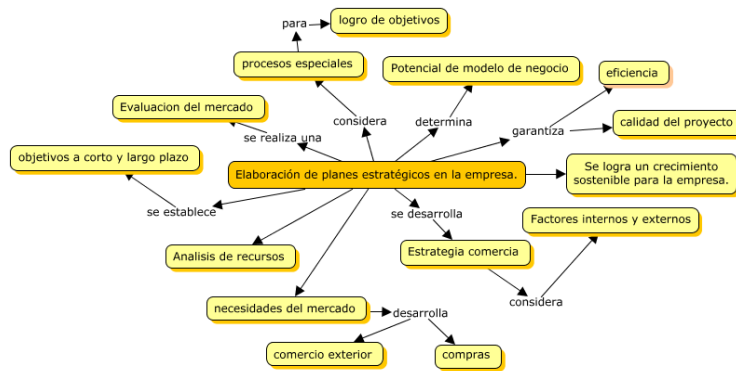 para
logro de objetivos
procesos especiales
Potencial de modelo de negocio
eficiencia
Evaluacion del mercado
considera
determina
garantiza
calidad del proyecto
se realiza una
objetivos a corto y largo plazo
Elaboración de planes estratégicos en la empresa.
Se logra un crecimiento
sostenible para la empresa.
se establece
se desarrolla
Factores internos y externos
Analisis de recursos
Estrategia comercia
considera
necesidades del mercado
desarrolla
comercio exterior
compras